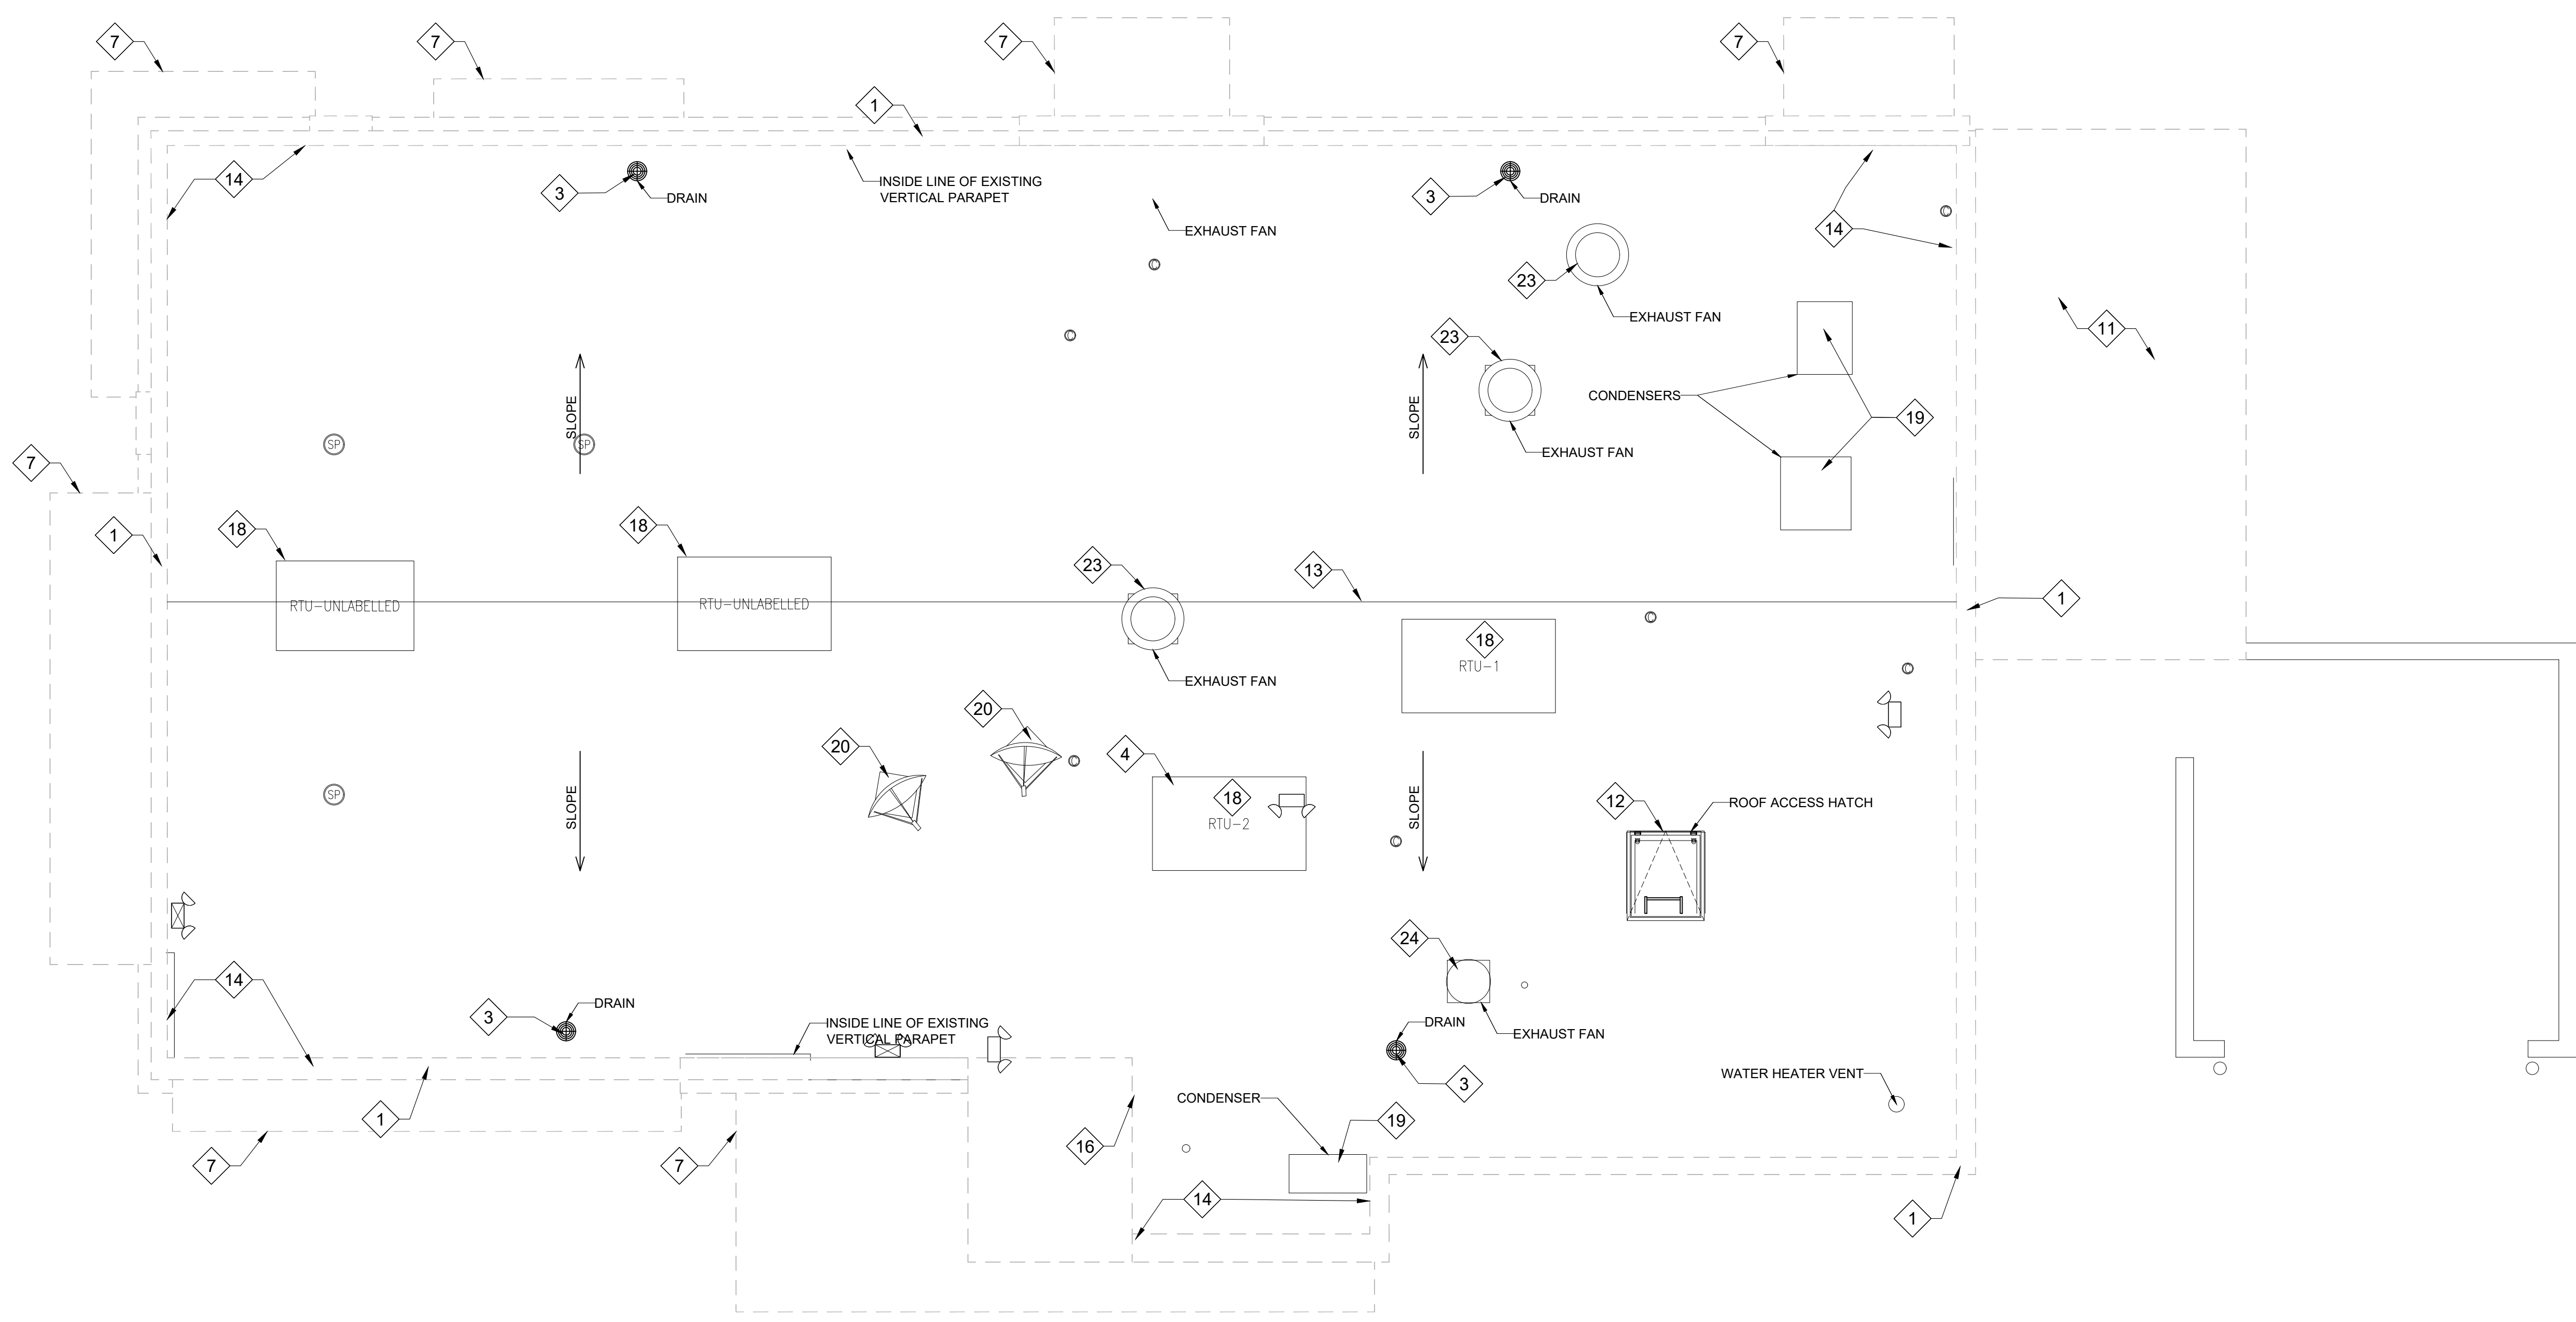 7
7
7
7
1
14
3
DRAIN
INSIDE LINE OF EXISTING
VERTICAL PARAPET
EXHAUST FAN
3
DRAIN
14
23
EXHAUST FAN
11
23
CONDENSERS
19
EXHAUST FAN
SLOPE
SLOPE
SP
SP
7
1
18
18
23
13
1
RTU-UNLABELLED
RTU-UNLABELLED
18
RTU-1
EXHAUST FAN
20
20
4
18
RTU-2
SP
SLOPE
SLOPE
12
ROOF ACCESS HATCH
24
14
3
DRAIN
INSIDE LINE OF EXISTING
VERTICAL PARAPET
DRAIN
EXHAUST FAN
3
WATER HEATER VENT
CONDENSER
19
1
16
7
7
14
1